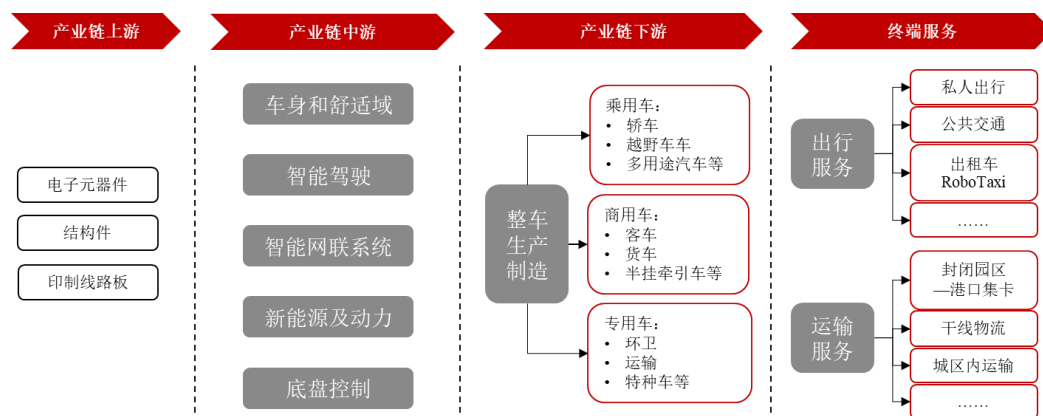 产业链上游
产业链中游
产业链下游
终端服务
电子元器件
结构件
印制线路板
车身和舒适域
智能驾驶
智能网联系统
新能源及动力
底盘控制
整车
生产
制造
乘用车：
• 轿车
• 越野车车
• 多用途汽车等
商用车：
• 客车
• 货车
• 半挂牵引车等
专用车：
• 环卫
• 运输
• 特种车等
出行
服务
私人出行
公共交通
出租车
RoboTaxi
……
运输
服务
封闭园区
—港口集卡
干线物流
城区内运输
……